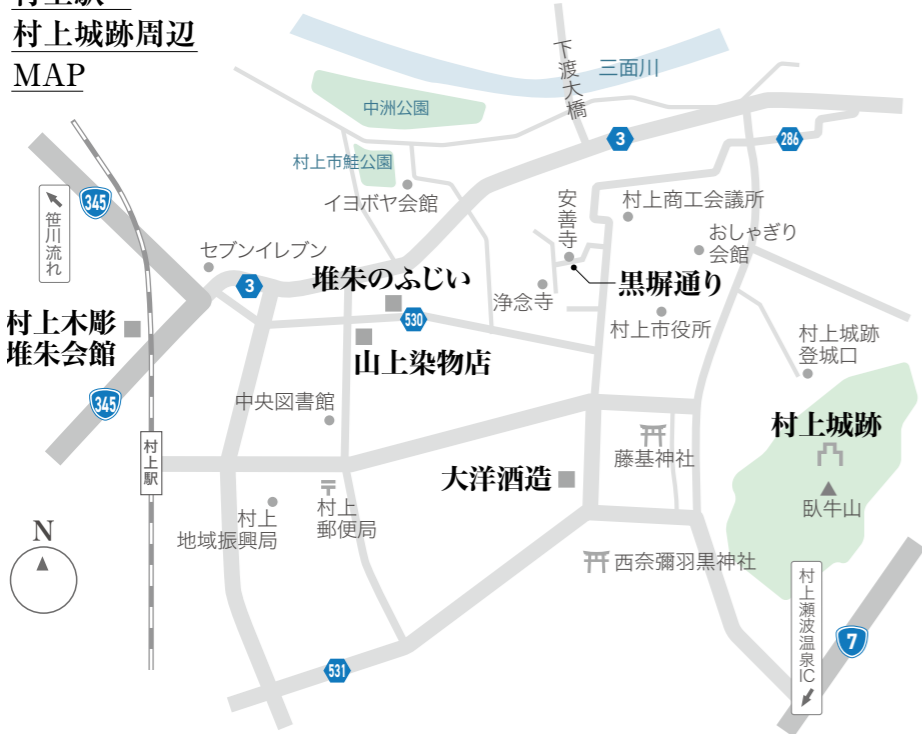 村上城跡周辺
MAP
下渡大橋
三面川
中洲公園
3
286
村上市鮭公園
345
笹川流れ
イヨボヤ会館
安善寺
村上商工会議所
おしゃぎり
会館
セブンイレブン
3
堆朱のふじい
浄念寺
黒塀通り
村上木彫
堆朱会館
530
村上市役所
山上染物店
村上城跡
登城口
345
中央図書館
村上駅
大洋酒造
藤基神社
村上城跡
臥牛山
村上
地域振興局
〒
村上
郵便局
N
西奈彌羽黒神社
村上瀬波温泉IC
7
531